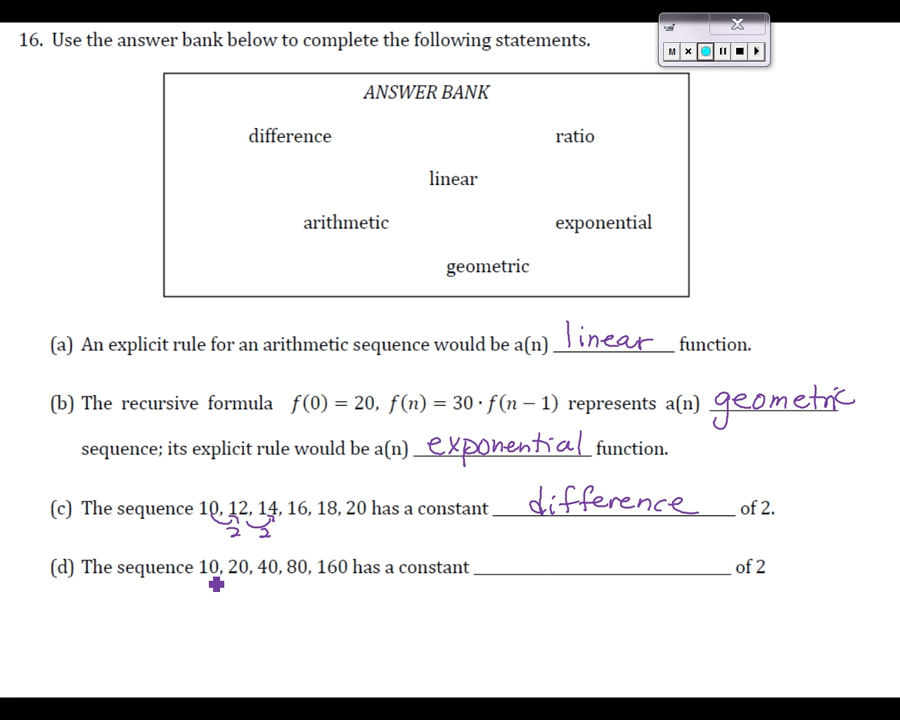 16. Use the answer bank below to complete the following statements.
M
ANSWER BANK
difference ratio
linear
arithmetic exponential
geometric
(a) An explicit rule for an arithmetic sequence would be a(n) linear function.
(b) The recursive formula f(0) = 20, f(n) = 30 · f(n − 1) represents a(n) geometric
sequence; its explicit rule would be a(n) exponential function.
(c) The sequence 10, 12, 14, 16, 18, 20 has a constant difference of 2.
2 2
(d) The sequence 10, 20, 40, 80, 160 has a constant ____________ of 2